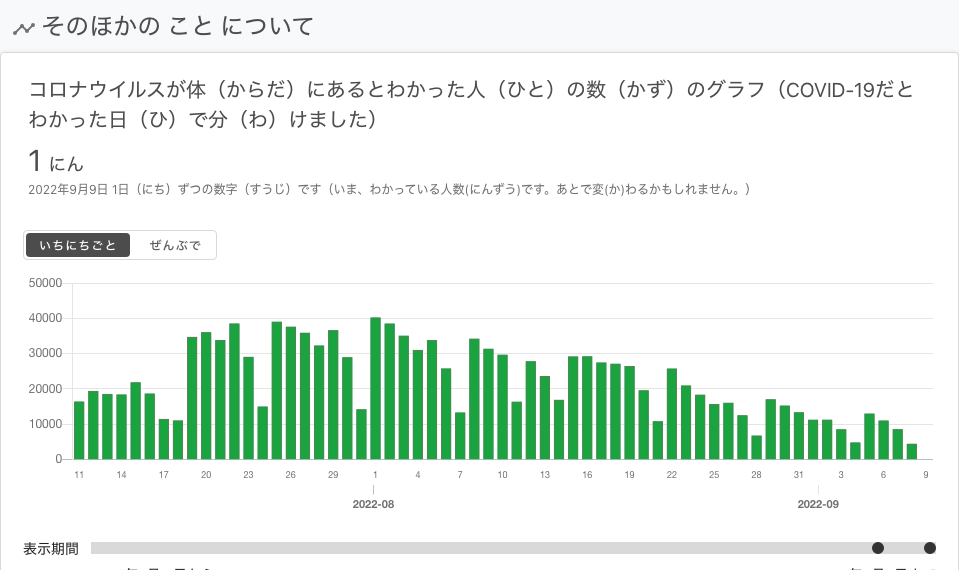 そのほかの こと について
コロナウイルスが体（からだ）にあるとわかった人（ひと）の数（かず）のグラフ（COVID-19だと
わかった日（ひ）で分（わ）けました）
1 にん
2022年9月9日 1日（にち）ずつの数字（すうじ）です（いま、わかっている人数(にんずう)です。あとで変(か)わるかもしれません。）
いちにちごと ぜんぶで
50000
40000
30000
20000
10000
0
11 14 17 20 23 26 29 1 4 7 10 13 16 19 22 25 28 31 3 6 9
2022-08 2022-09
表示期間